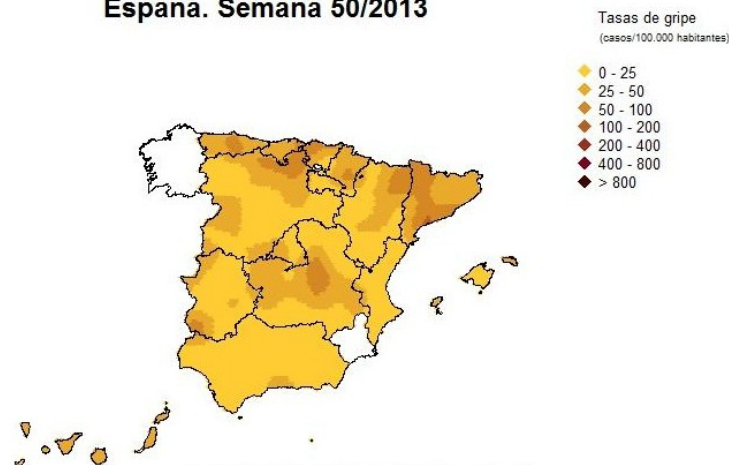 España. Semana 50/2013
Tasas de gripe
(casos/100.000 habitantes)
0 - 25
25 - 50
50 - 100
100 - 200
200 - 400
400 - 800
> 800